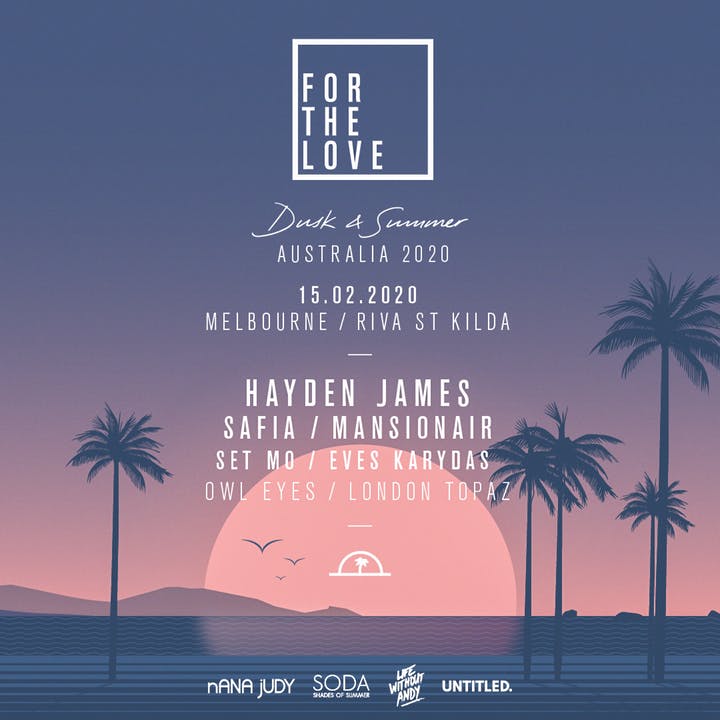 FOR
THE
LOVE
Dusk & Summer
AUSTRALIA 2020
15.02.2020
MELBOURNE / RIVA ST KILDA
HAYDEN JAMES
SAFIA / MANSIONAIR
SET MO / EVES KARYDAS
OWL EYES / LONDON TOPAZ
nANA jUDY
SODA
SHADES OF SUMMER
LIFE
WITHOUT
ANDY
UNTITLED.